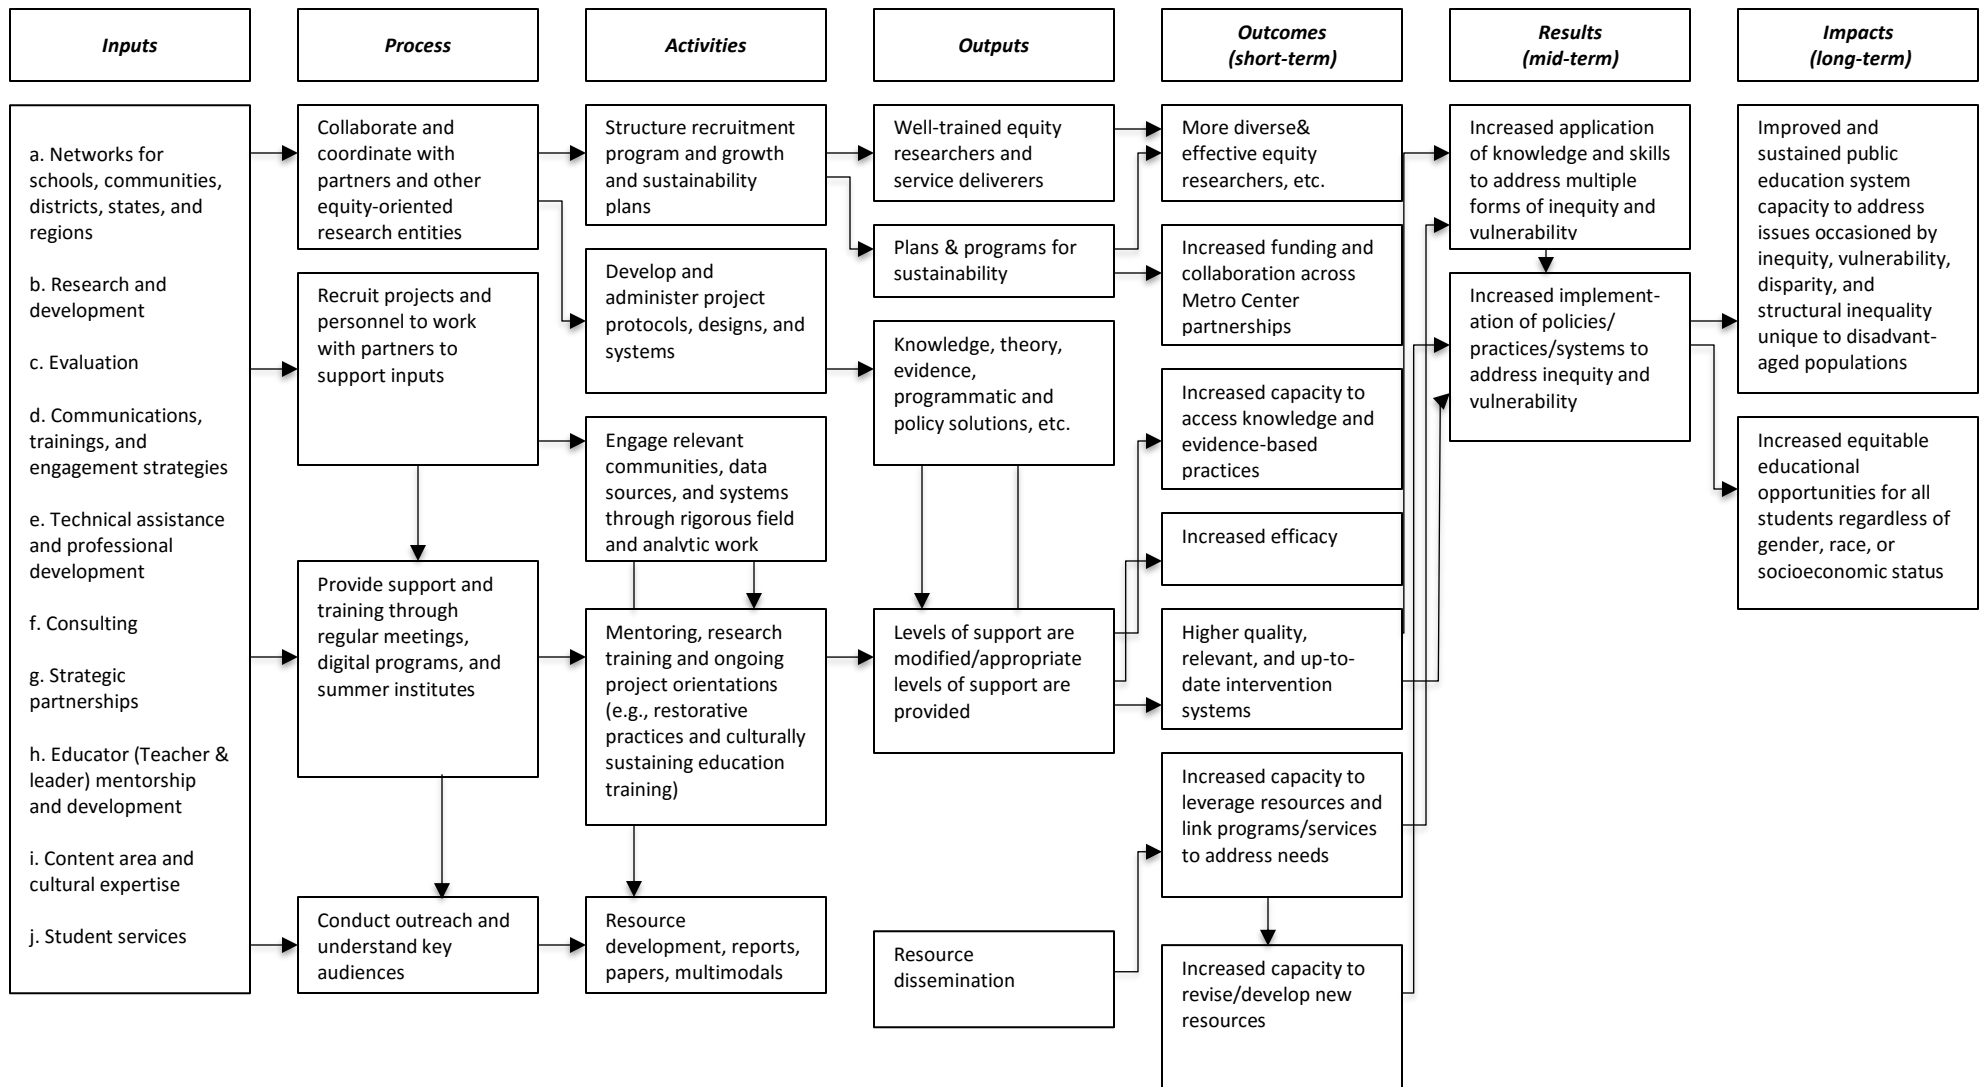 Inputs
Process
Activities
Outputs
Outcomes
(short-term)
Results
(mid-term)
Impacts
(long-term)
a. Networks for
schools, communities,
districts, states, and
regions
b. Research and
development
c. Evaluation
d. Communications,
trainings, and
engagement strategies
e. Technical assistance
and professional
development
f. Consulting
g. Strategic
partnerships
h. Educator (Teacher &
leader) mentorship
and development
i. Content area and
cultural expertise
j. Student services
Collaborate and
coordinate with
partners and other
equity-oriented
research entities
Recruit projects and
personnel to work
with partners to
support inputs
Provide support and
training through
regular meetings,
digital programs, and
summer institutes
Conduct outreach and
understand key
audiences
Structure recruitment
program and growth
and sustainability
plans
Develop and
administer project
protocols, designs, and
systems
Engage relevant
communities, data
sources, and systems
through rigorous field
and analytic work
Mentoring, research
training and ongoing
project orientations
(e.g., restorative
practices and culturally
sustaining education
training)
Resource
development, reports,
papers, multimodals
Well-trained equity
researchers and
service deliverers
Plans & programs for
sustainability
Knowledge, theory,
evidence,
programmatic and
policy solutions, etc.
Levels of support are
modified/appropriate
levels of support are
provided
Resource
dissemination
More diverse&
effective equity
researchers, etc.
Increased funding and
collaboration across
Metro Center
partnerships
Increased capacity to
access knowledge and
evidence-based
practices
Increased efficacy
Higher quality,
relevant, and up-to-
date intervention
systems
Increased capacity to
leverage resources and
link programs/services
to address needs
Increased capacity to
revise/develop new
resources
Increased application
of knowledge and skills
to address multiple
forms of inequity and
vulnerability
Increased implement-
ation of policies/
practices/systems to
address inequity and
vulnerability
Improved and
sustained public
education system
capacity to address
issues occasioned by
inequity, vulnerability,
disparity, and
structural inequality
unique to disadvant-
aged populations
Increased equitable
educational
opportunities for all
students regardless of
gender, race, or
socioeconomic status